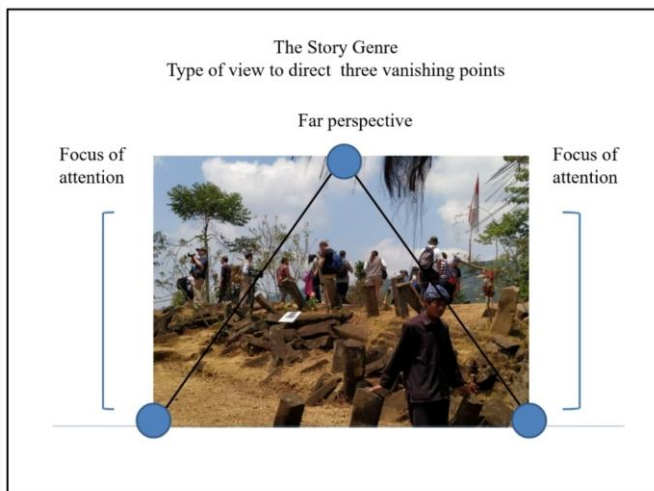 The Story Genre
Type of view to direct three vanishing points
Far perspective
Focus of
attention
Focus of
attention